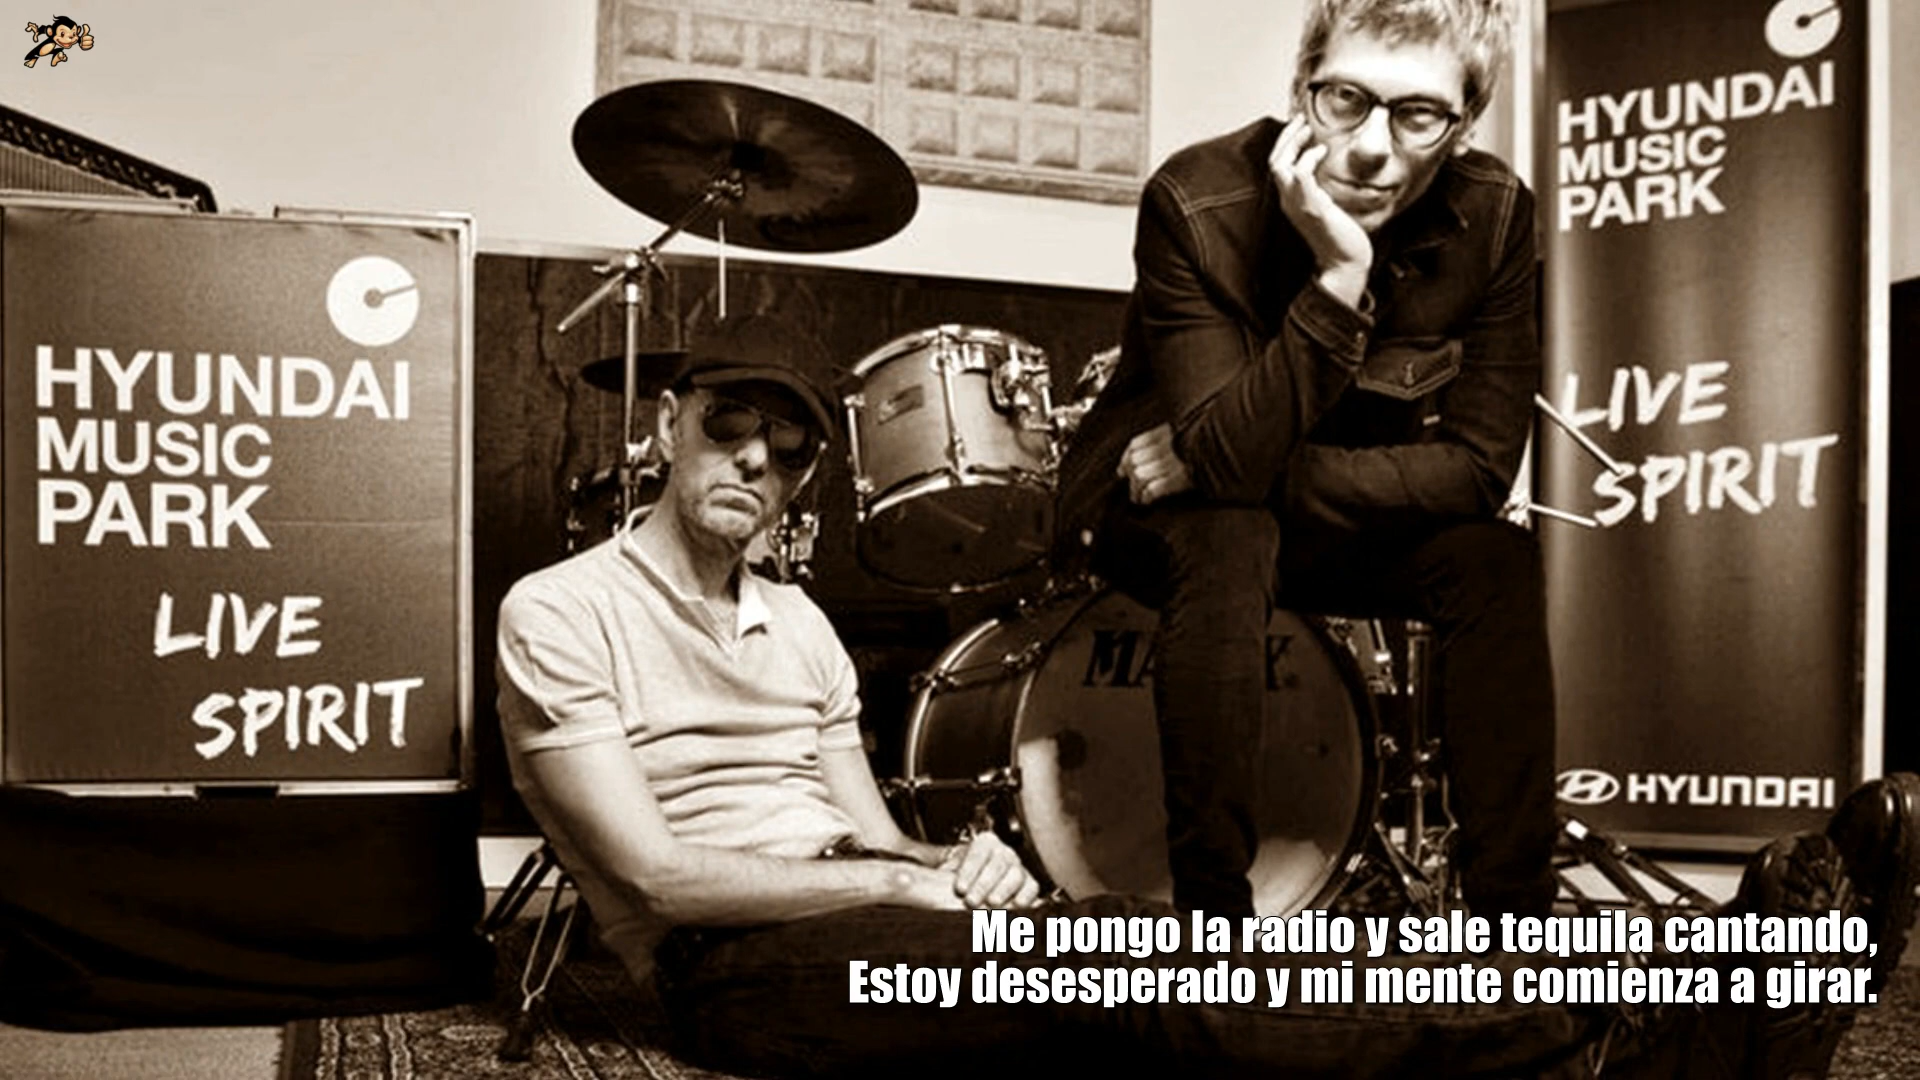 HYUNDAI
MUSIC
PARK
LIVE
SPIRIT
HYUNDAI
MUSIC
PARK
LIVE
SPIRIT
HYUNDAI
Me pongo la radio y sale tequila cantando,
Estoy desesperado y mi mente comienza a girar.